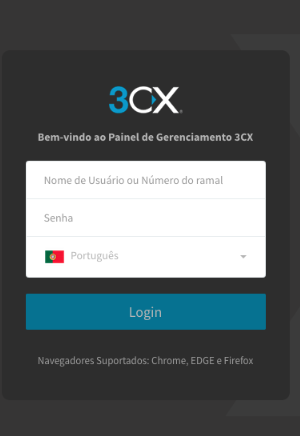 3CX
Bem-vindo ao Painel de Gerenciamento 3CX
Nome de Usuário ou Número do ramal
Senha
Português
Login
Navegadores Suportados: Chrome, EDGE e Firefox